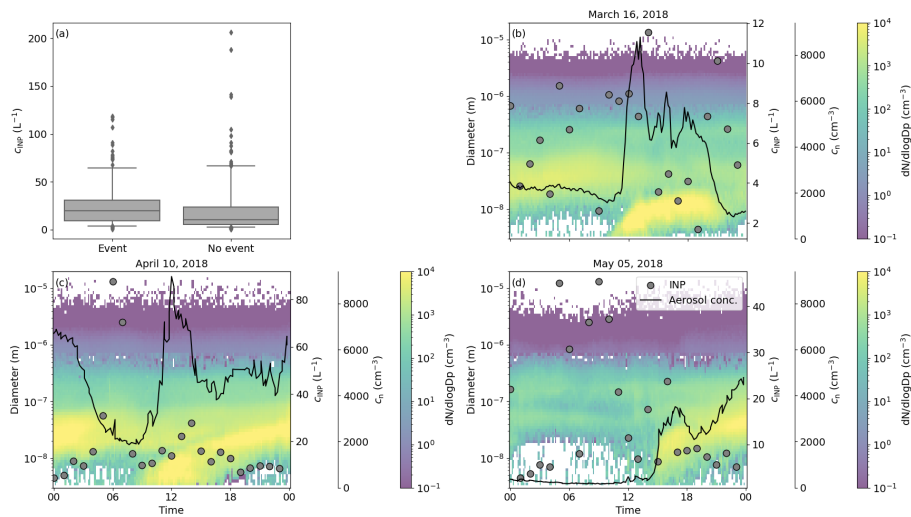 March 16, 2018
(a)
200
150
100
50
0
c_INP (L⁻¹)
Event
No event
(b)
10⁻⁵
10⁻⁶
10⁻⁷
10⁻⁸
Diameter (m)
12
11
10
8
6
4
2
c_INP (L⁻¹)
8000
6000
4000
2000
0
c_n (cm⁻³)
10⁴
10³
10²
10¹
10⁰
10⁻¹
dN/dlogDp (cm⁻³)
April 10, 2018
(c)
10⁻⁵
10⁻⁶
10⁻⁷
10⁻⁸
Diameter (m)
00
06
12
18
00
Time
80
60
40
20
c_INP (L⁻¹)
8000
6000
4000
2000
0
c_n (cm⁻³)
10⁴
10³
10²
10¹
10⁰
10⁻¹
dN/dlogDp (cm⁻³)
May 05, 2018
(d)
INP
Aerosol conc.
10⁻⁵
10⁻⁶
10⁻⁷
10⁻⁸
Diameter (m)
00
06
12
18
00
Time
40
30
20
10
c_INP (L⁻¹)
8000
6000
4000
2000
0
c_n (cm⁻³)
10⁴
10³
10²
10¹
10⁰
10⁻¹
dN/dlogDp (cm⁻³)